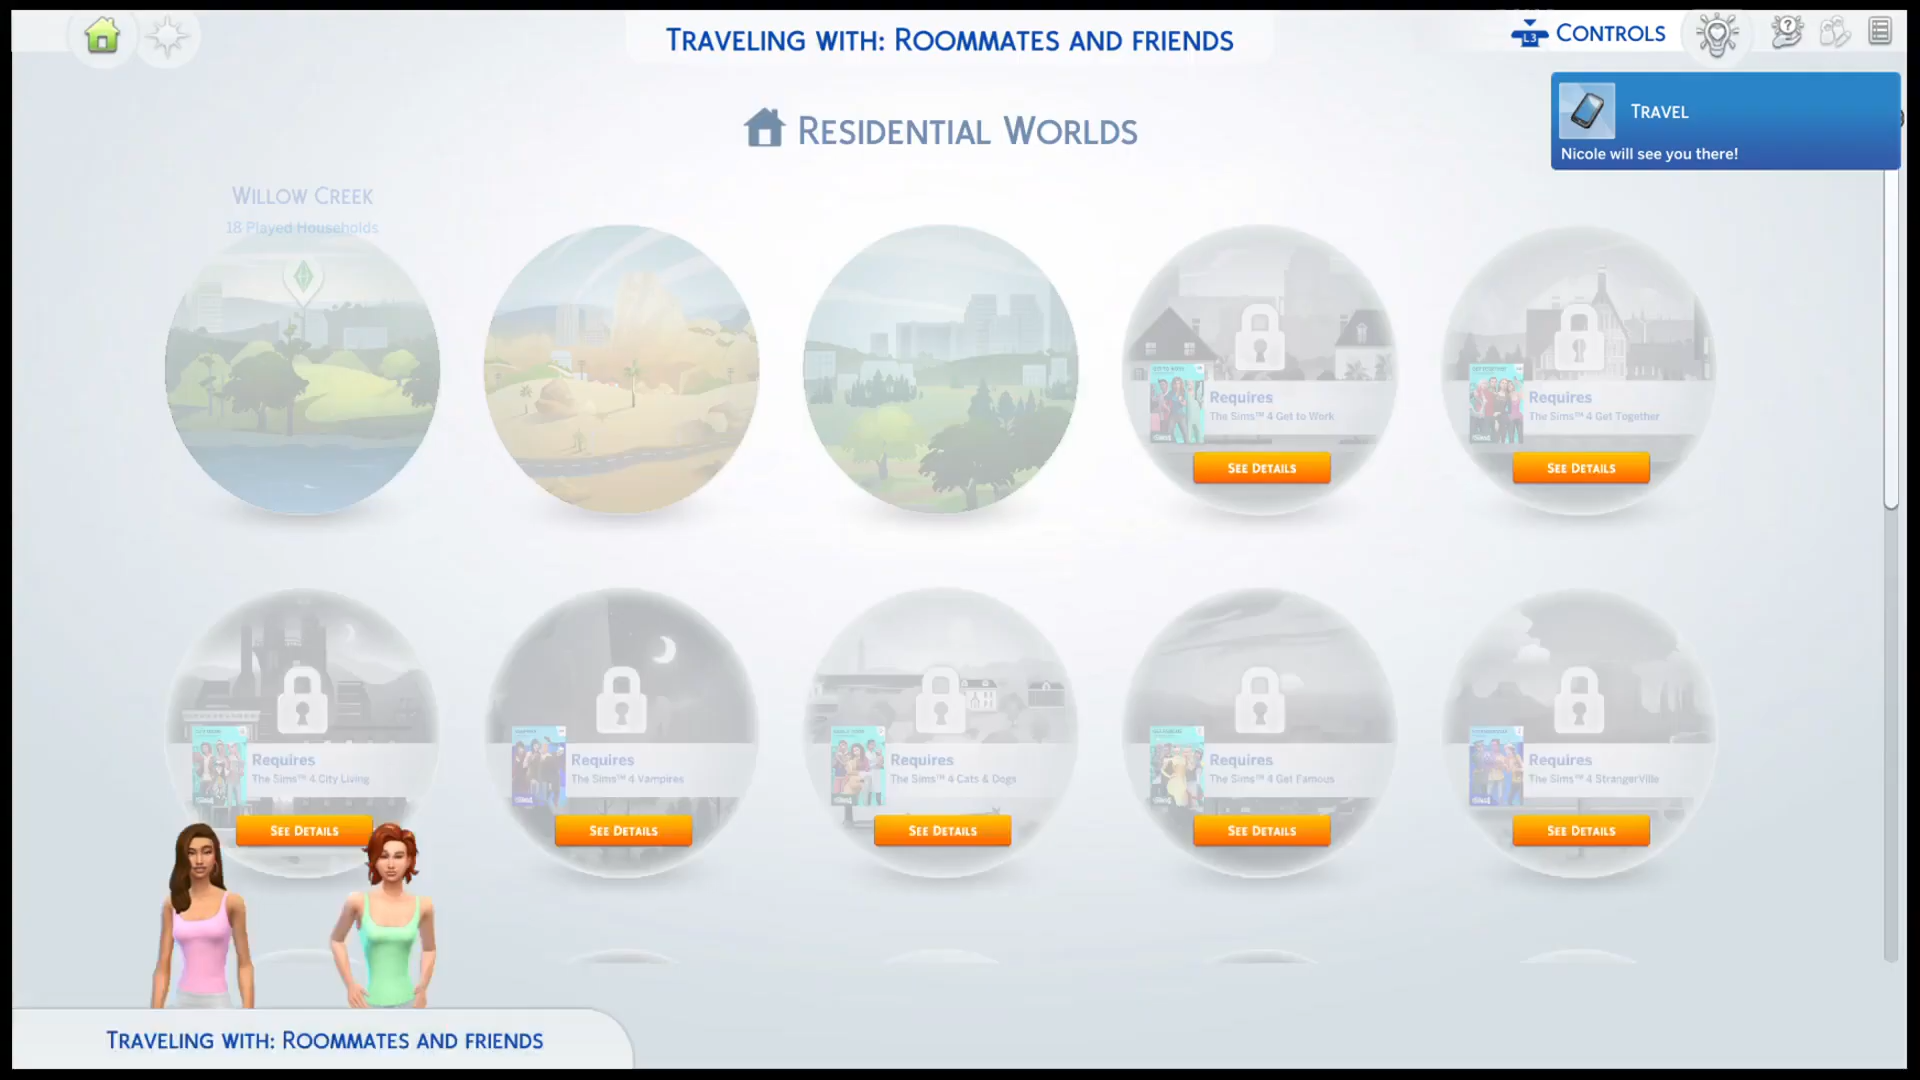 TRAVELING WITH: ROOMMATES AND FRIENDS
L3 CONTROLS
TRAVEL
Nicole will see you there!
RESIDENTIAL WORLDS
WILLOW CREEK
18 Played Households
Requires
The Sims™ 4 Get to Work
SEE DETAILS
Requires
The Sims™ 4 Get Together
SEE DETAILS
Requires
The Sims™ 4 City Living
SEE DETAILS
Requires
The Sims™ 4 Vampires
SEE DETAILS
Requires
The Sims™ 4 Cats & Dogs
SEE DETAILS
Requires
The Sims™ 4 Get Famous
SEE DETAILS
Requires
The Sims™ 4 StrangerVille
SEE DETAILS
TRAVELING WITH: ROOMMATES AND FRIENDS